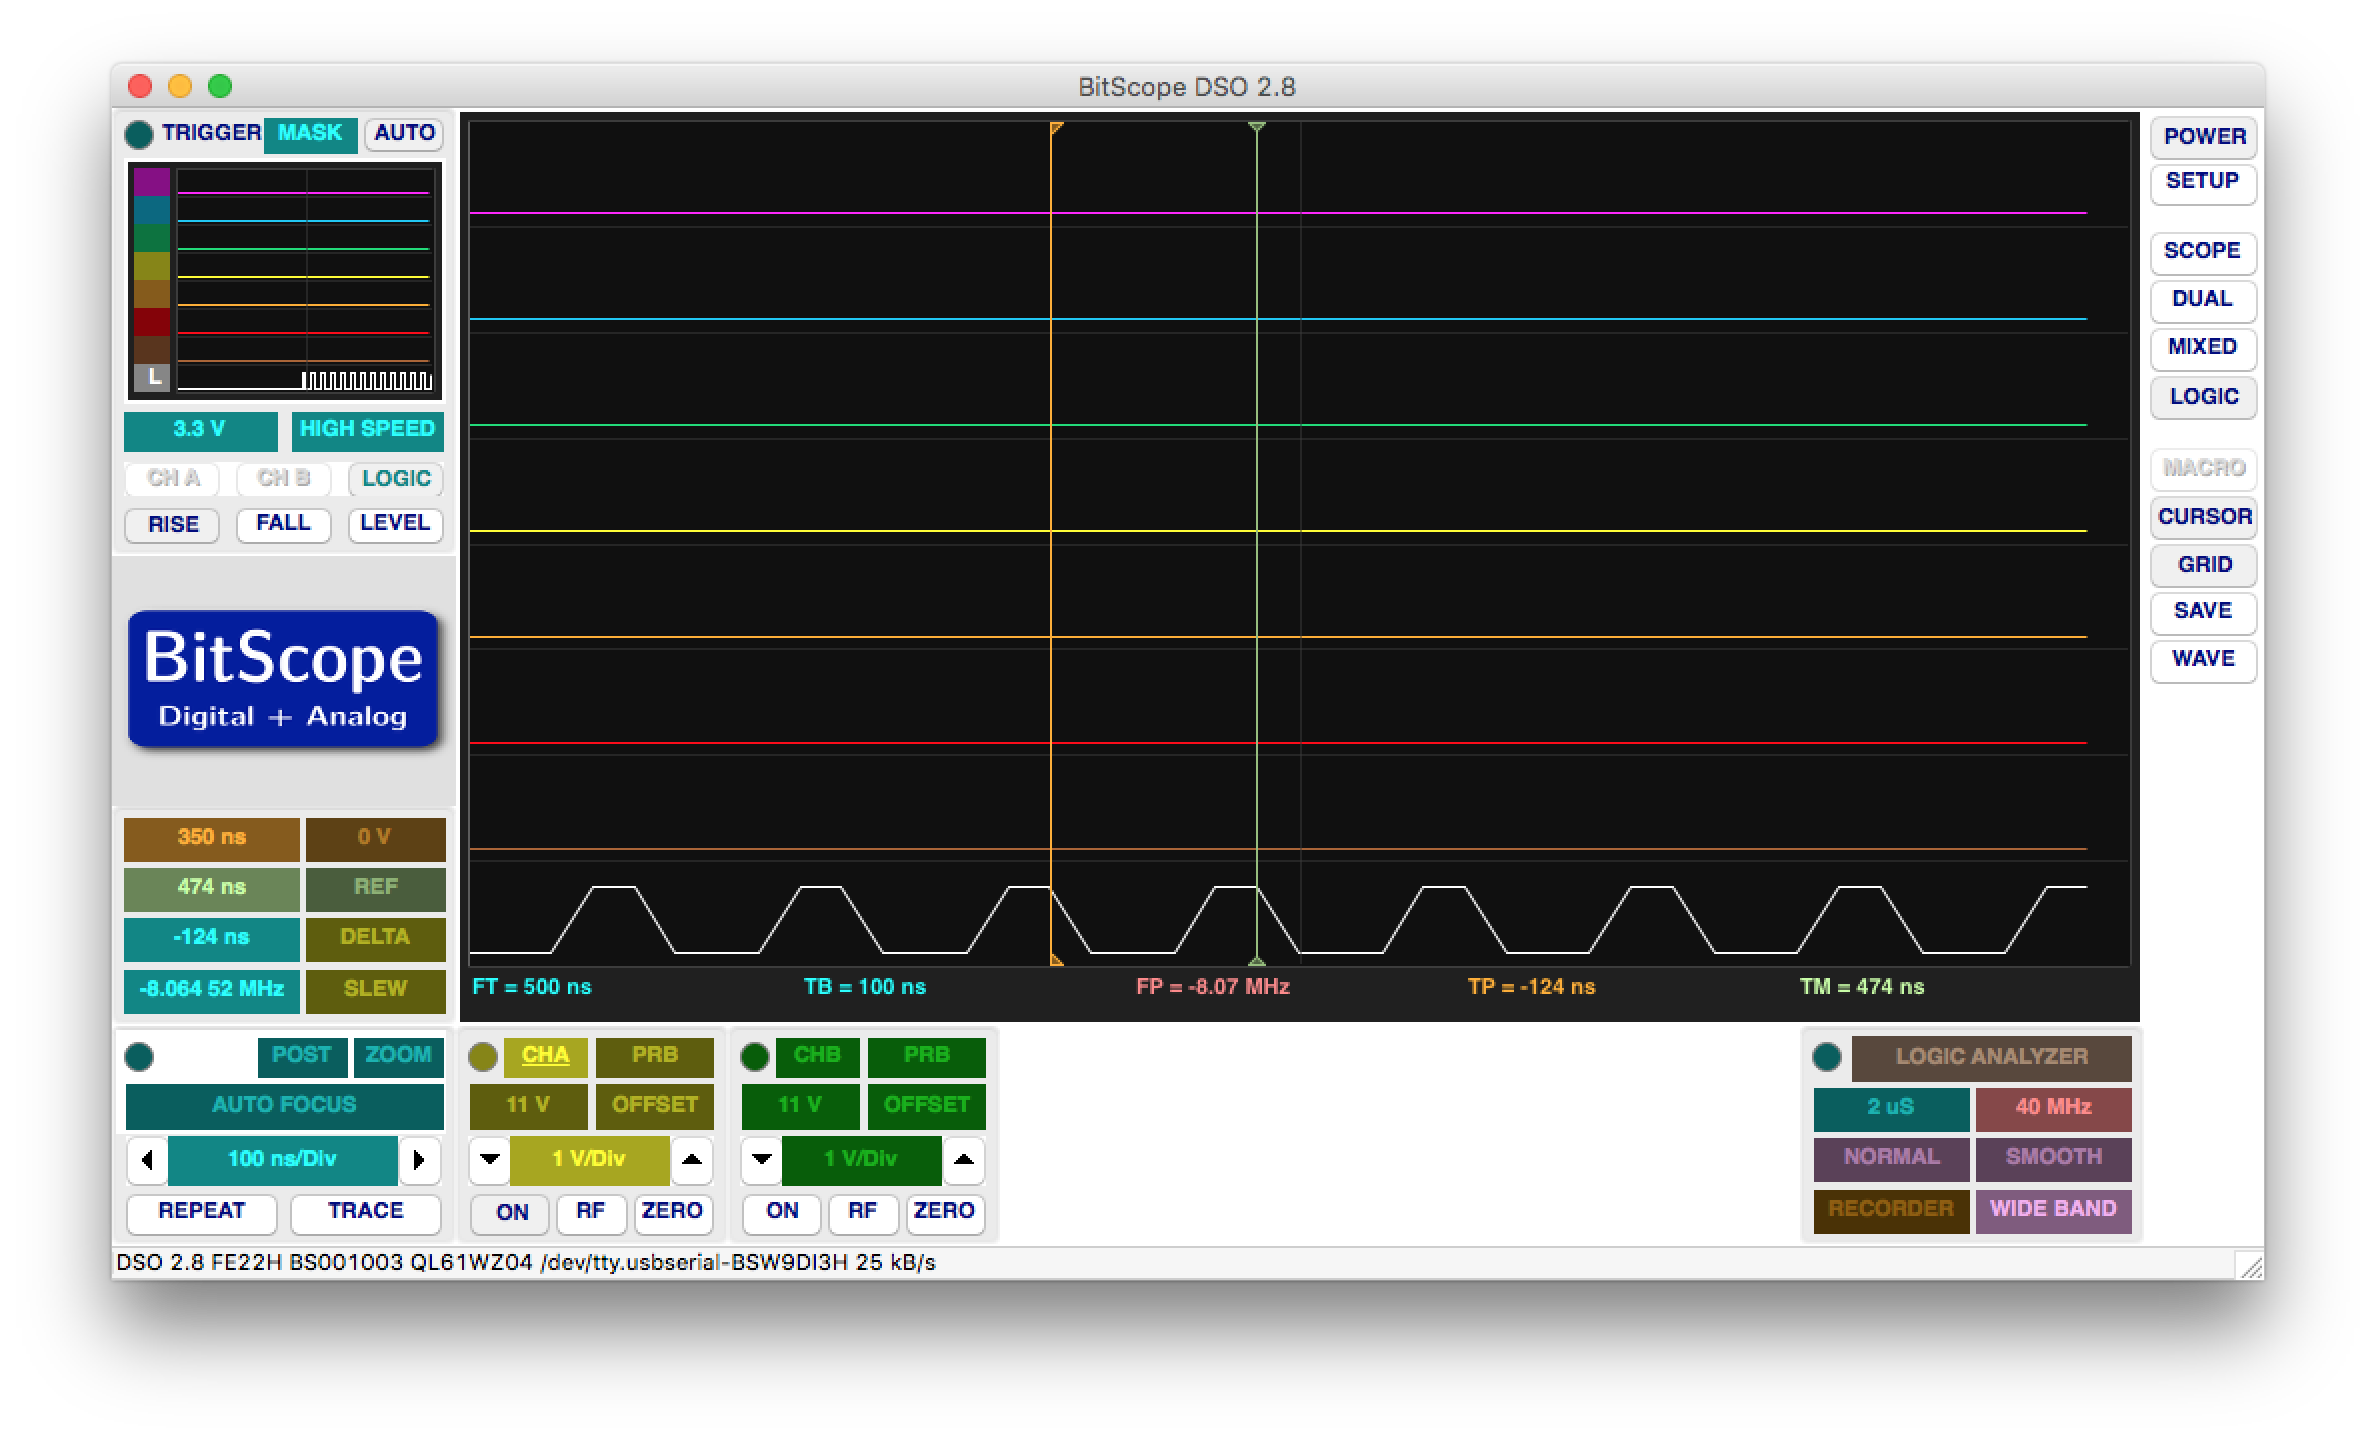 BitScope DSO 2.8
TRIGGER MASK AUTO
L
3.3 V HIGH SPEED
CH A CH B LOGIC
RISE FALL LEVEL
BitScope
Digital + Analog
350 ns 0 V
474 ns REF
-124 ns DELTA
-8.064 52 MHz SLEW
FT = 500 ns TB = 100 ns FP = -8.07 MHz TP = -124 ns TM = 474 ns
POWER
SETUP
SCOPE
DUAL
MIXED
LOGIC
MACRO
CURSOR
GRID
SAVE
WAVE
POST ZOOM
AUTO FOCUS
100 ns/Div
REPEAT TRACE
CHA PRB
11 V OFFSET
1 V/Div
ON RF ZERO
CHB PRB
11 V OFFSET
1 V/Div
ON RF ZERO
LOGIC ANALYZER
2 uS 40 MHz
NORMAL SMOOTH
RECORDER WIDE BAND
DSO 2.8 FE22H BS001003 QL61WZ04 /dev/tty.usbserial-BSW9DI3H 25 kB/s